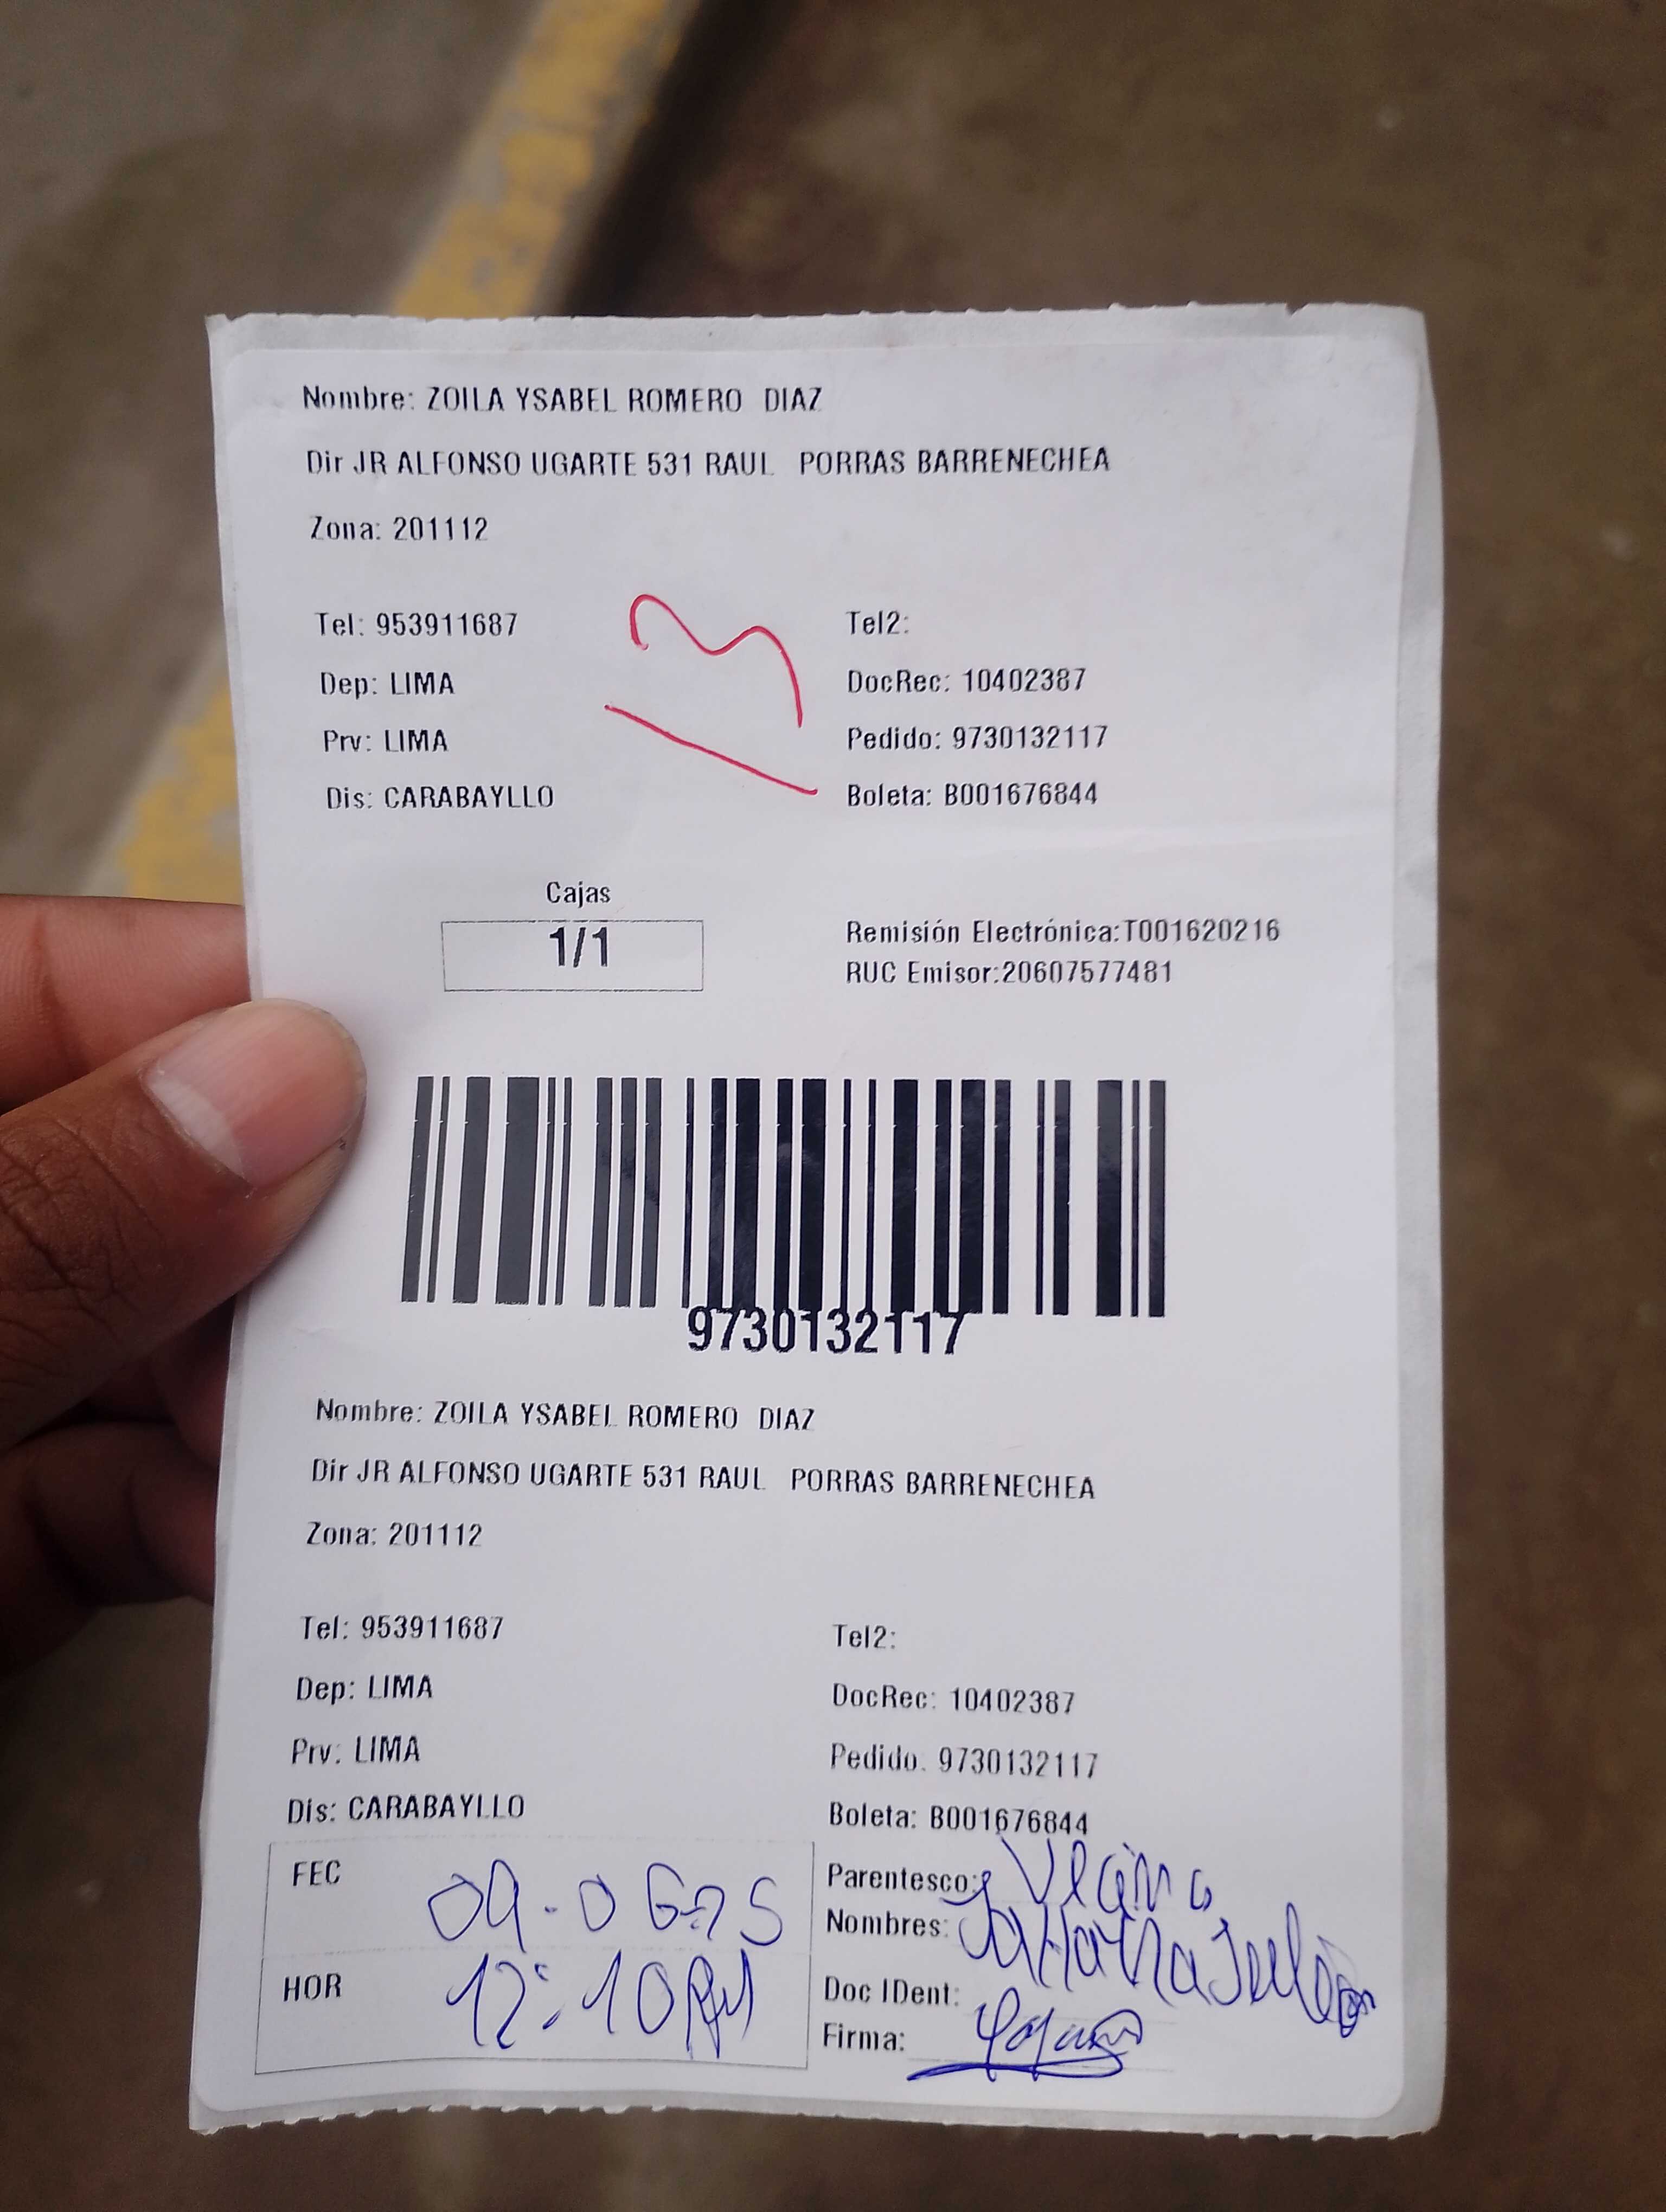 Nombre: ZOILA YSABEL ROMERO DIAZ
Dir JR ALFONSO UGARTE 531 RAUL PORRAS BARRENECHEA
Zona: 201112
Tel: 953911687
Tel2:
Dep: LIMA
DocRec: 10402387
Prv: LIMA
Pedido: 9730132117
Dis: CARABAYLLO
Boleta: B001676844
Cajas
1/1
Remisión Electrónica:T001620216
RUC Emisor:20607577481
9730132117
Nombre: ZOILA YSABEL ROMERO DIAZ
Dir JR ALFONSO UGARTE 531 RAUL PORRAS BARRENECHEA
Zona: 201112
Tel: 953911687
Tel2:
Dep: LIMA
DocRec: 10402387
Prv: LIMA
Pedido: 9730132117
Dis: CARABAYLLO
Boleta: B001676844
FEC
Parentesco: Vecina
Nombres:
HOR 12:10 PM
Doc IDent:
Firma: